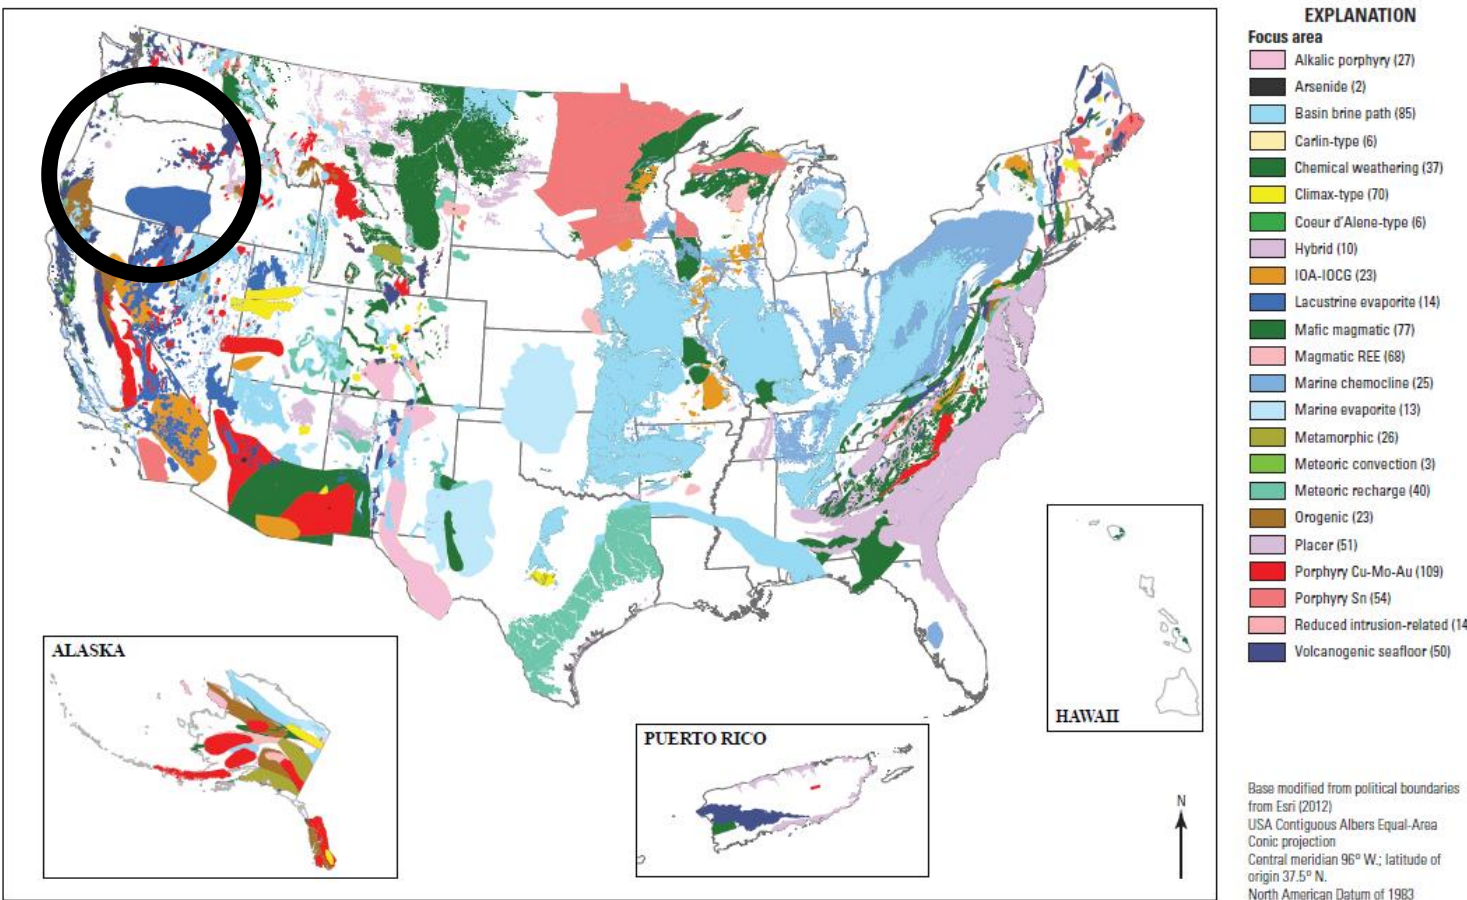 EXPLANATION
Focus area
Alkalic porphyry (27)
Arsenide (2)
Basin brine path (85)
Carlin-type (6)
Chemical weathering (37)
Climax-type (70)
Coeur d'Alene-type (6)
Hybrid (10)
IOA-IOCG (23)
Lacustrine evaporite (14)
Mafic magmatic (77)
Magmatic REE (68)
Marine chemocline (25)
Marine evaporite (13)
Metamorphic (26)
Meteoric convection (3)
Meteoric recharge (40)
Orogenic (23)
Placer (51)
Porphyry Cu-Mo-Au (109)
Porphyry Sn (54)
Reduced intrusion-related (14
Volcanogenic seafloor (50)
ALASKA
PUERTO RICO
HAWAII
N
Base modified from political boundaries
from Esri (2012)
USA Contiguous Albers Equal-Area
Conic projection
Central meridian 96° W.; latitude of
origin 37.5° N.
North American Datum of 1983